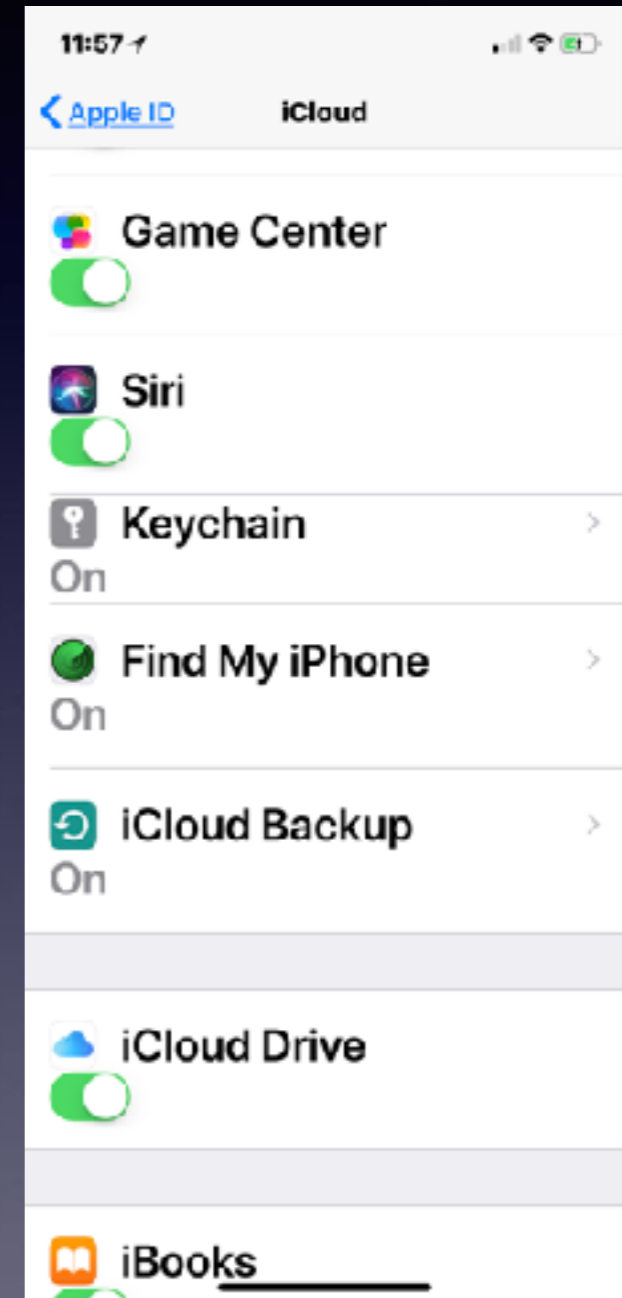 11:57
Apple ID iCloud
Game Center
Siri
Keychain
On
Find My iPhone
On
iCloud Backup
On
iCloud Drive
iBooks